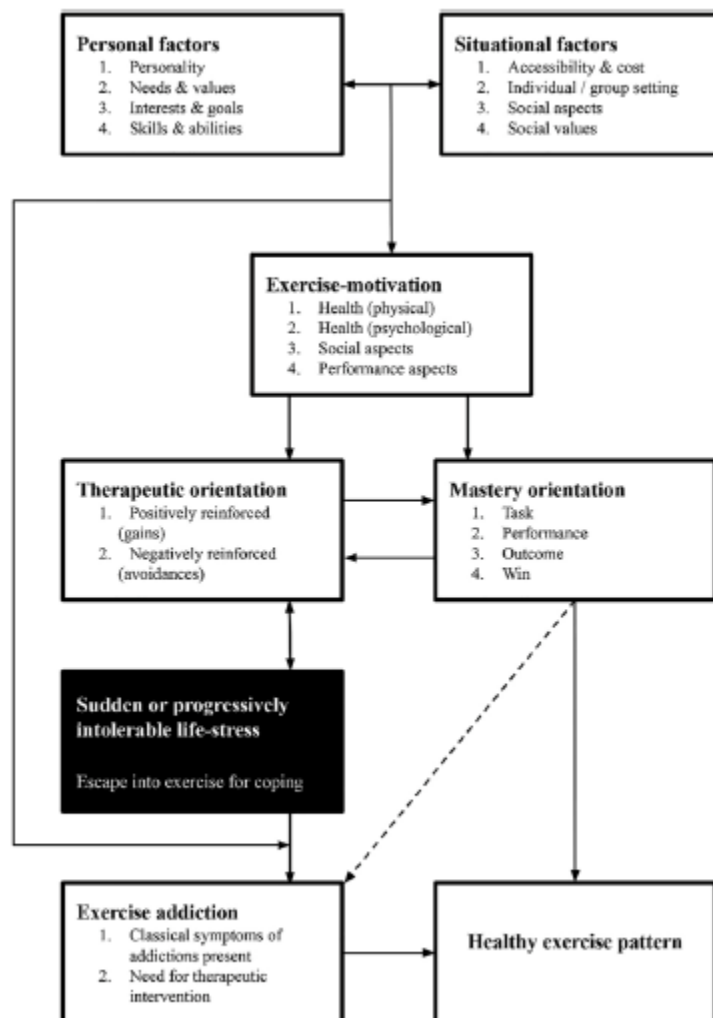 Personal factors
1. Personality
2. Needs & values
3. Interests & goals
4. Skills & abilities
Situational factors
1. Accessibility & cost
2. Individual / group setting
3. Social aspects
4. Social values
Exercise-motivation
1. Health (physical)
2. Health (psychological)
3. Social aspects
4. Performance aspects
Therapeutic orientation
1. Positively reinforced
(gains)
2. Negatively reinforced
(avoidances)
Mastery orientation
1. Task
2. Performance
3. Outcome
4. Win
Sudden or progressively
intolerable life-stress
Escape into exercise for coping
Exercise addiction
1. Classical symptoms of
addictions present
2. Need for therapeutic
intervention
Healthy exercise pattern